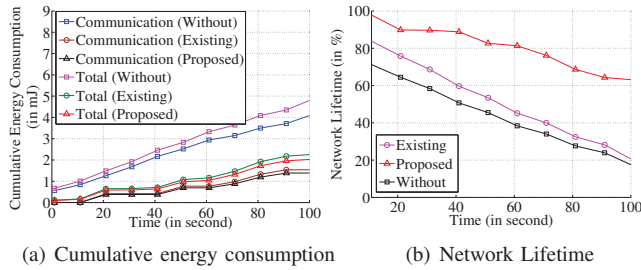 Cumulative Energy Consumption
(in mJ)
9
8
7
6
5
4
3
2
1
0
Communication (Without)
Communication (Existing)
Communication (Proposed)
Total (Without)
Total (Existing)
Total (Proposed)
0 20 40 60 80 100
Time (in second)
(a) Cumulative energy consumption
Network Lifetime (in %)
100
80
60
40
20
0
Existing
Proposed
Without
20 40 60 80 100
Time (in second)
(b) Network Lifetime